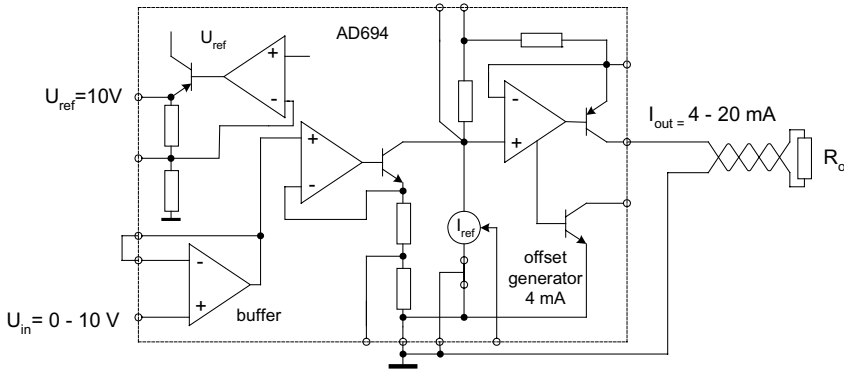 AD694
U_ref
+
-
U_ref=10V
+
-
-
+
I_out = 4 - 20 mA
+
-
R_o
I_ref
offset
generator
4 mA
-
+
buffer
U_in= 0 - 10 V